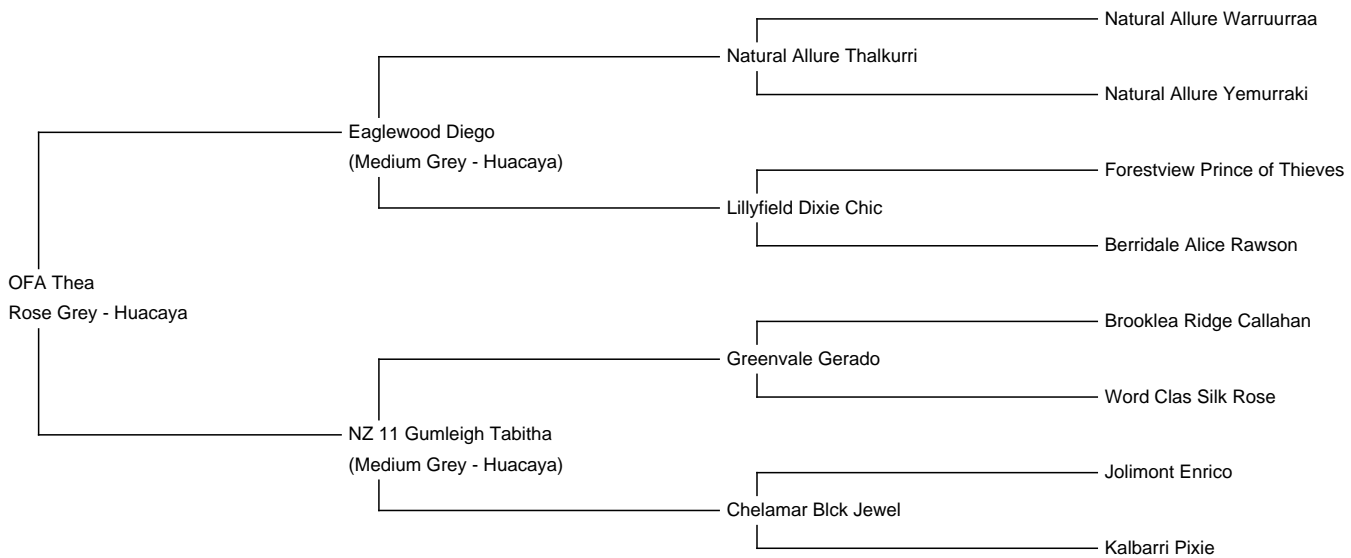 Natural Allure Warruurraa
Natural Allure Thalkurri
Natural Allure Yemurraki
Eaglewood Diego
(Medium Grey - Huacaya)
Forestview Prince of Thieves
Lillyfield Dixie Chic
Berridale Alice Rawson
OFA Thea
Rose Grey - Huacaya
Brooklea Ridge Callahan
Greenvale Gerado
Word Clas Silk Rose
NZ 11 Gumleigh Tabitha
(Medium Grey - Huacaya)
Jolimont Enrico
Chelamar Blck Jewel
Kalbarri Pixie